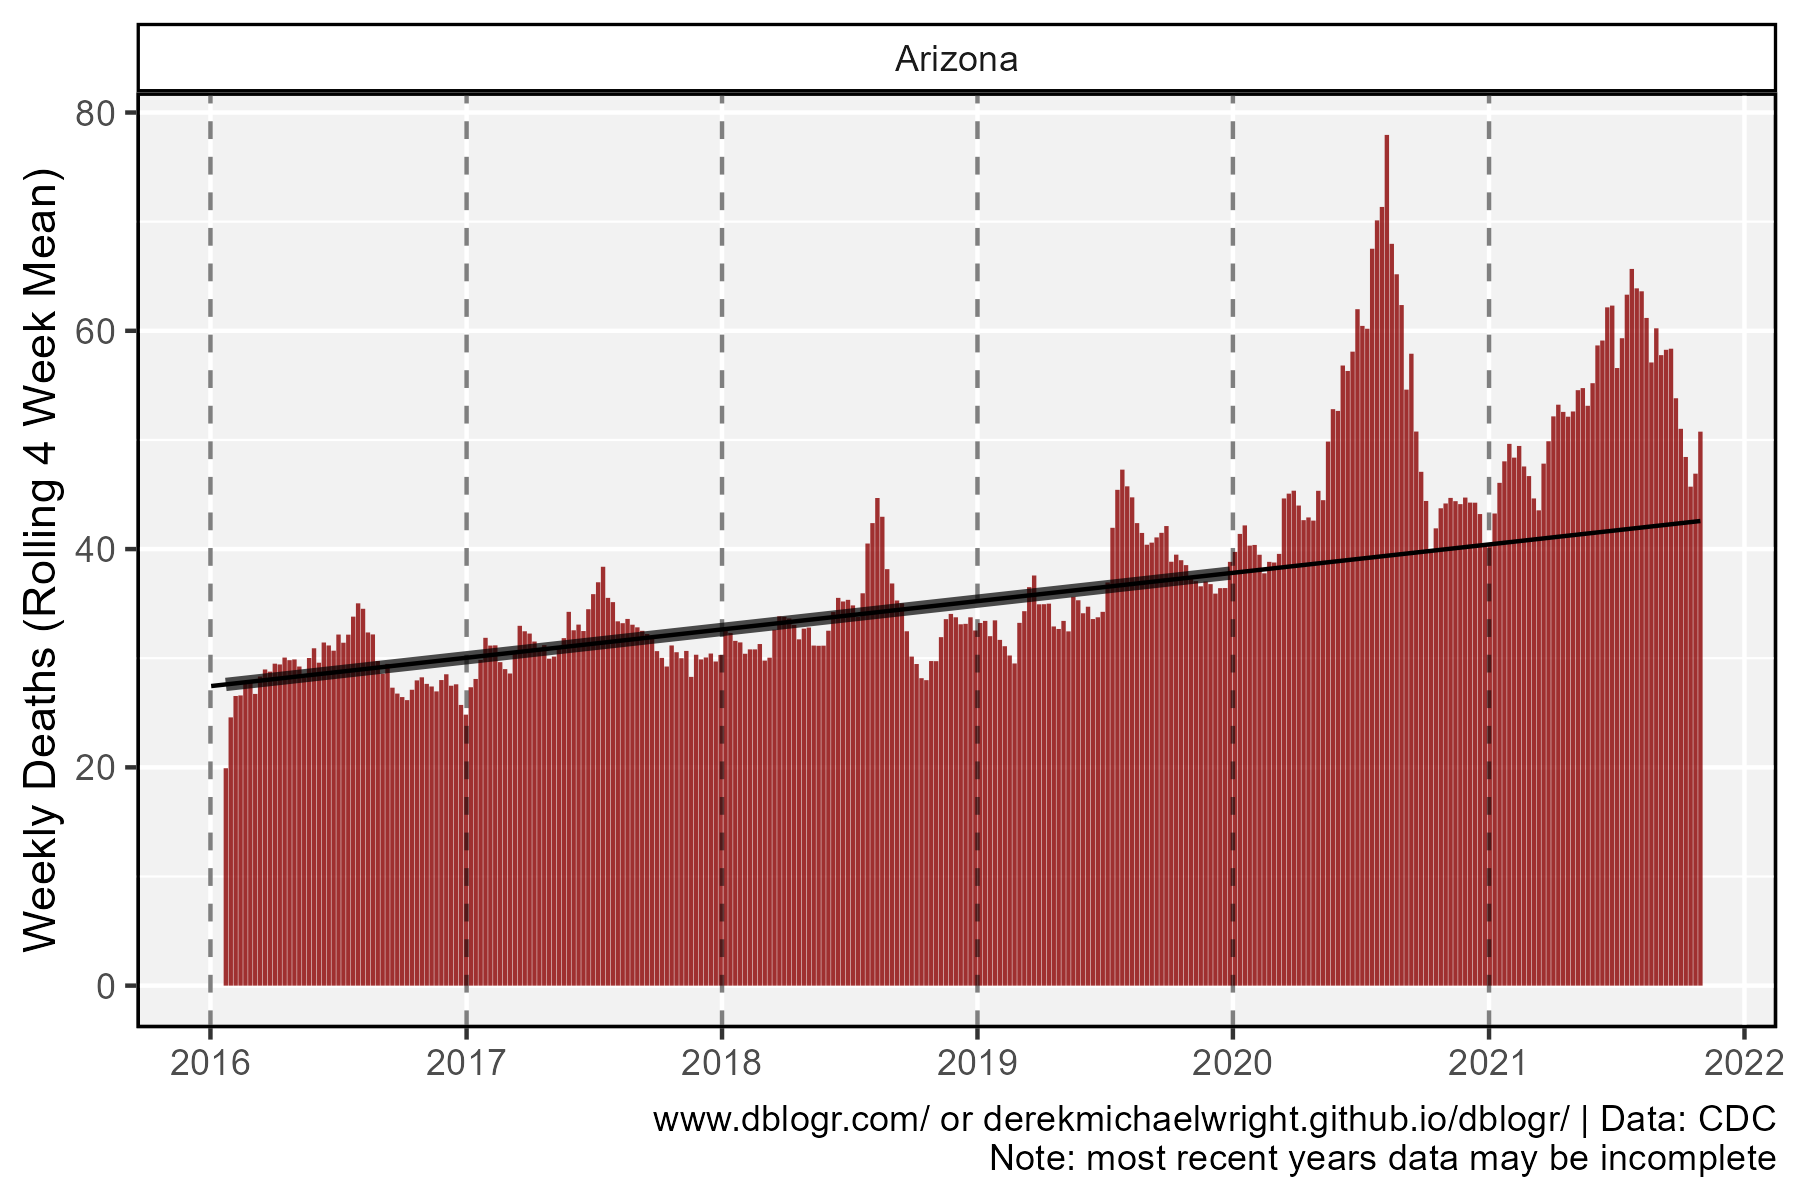 Arizona
Weekly Deaths (Rolling 4 Week Mean)
80
60
40
20
0
2016 2017 2018 2019 2020 2021 2022
www.dblogr.com/ or derekmichaelwright.github.io/dblogr/ | Data: CDC
Note: most recent years data may be incomplete